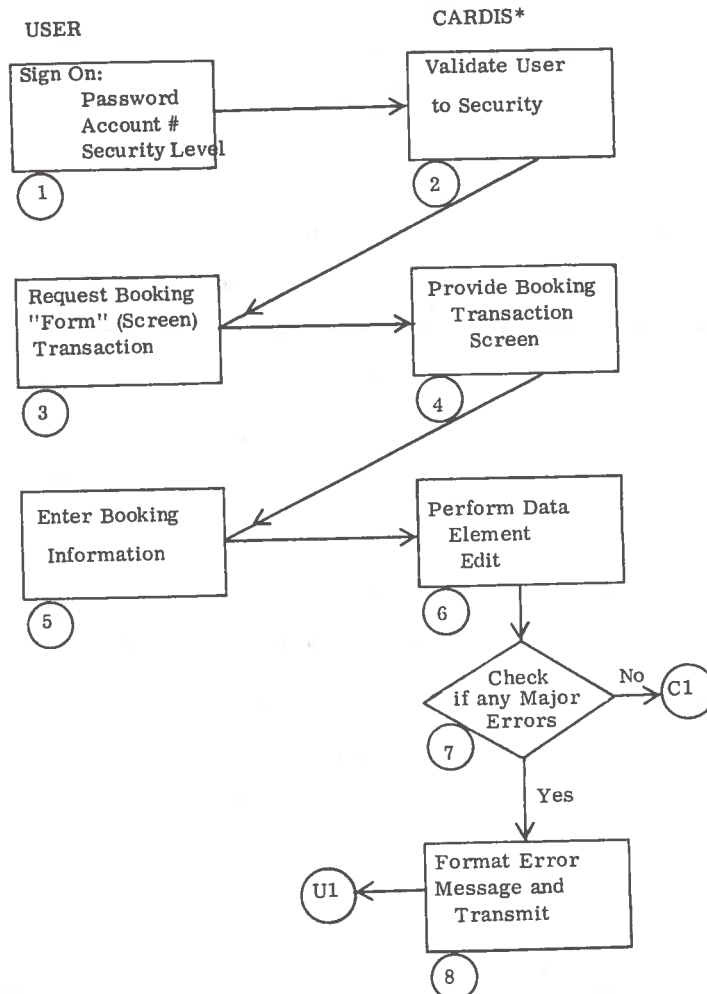 USER
CARDIS*
Sign On:
Password
Account #
Security Level
1
Validate User
to Security
2
Request Booking
"Form" (Screen)
Transaction
3
Provide Booking
Transaction
Screen
4
Enter Booking
Information
5
Perform Data
Element
Edit
6
Check
if any Major
Errors
7
No
C1
Yes
Format Error
Message and
Transmit
8
U1